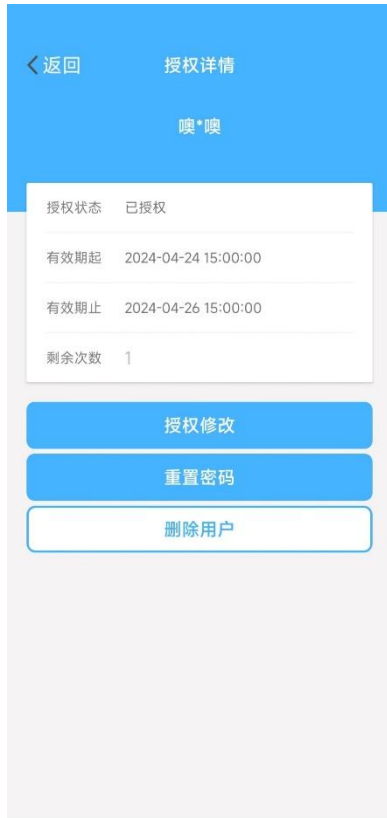 返回 授权详情
噢*噢
授权状态 已授权
有效期起 2024-04-24 15:00:00
有效期止 2024-04-26 15:00:00
剩余次数 1
授权修改
重置密码
删除用户